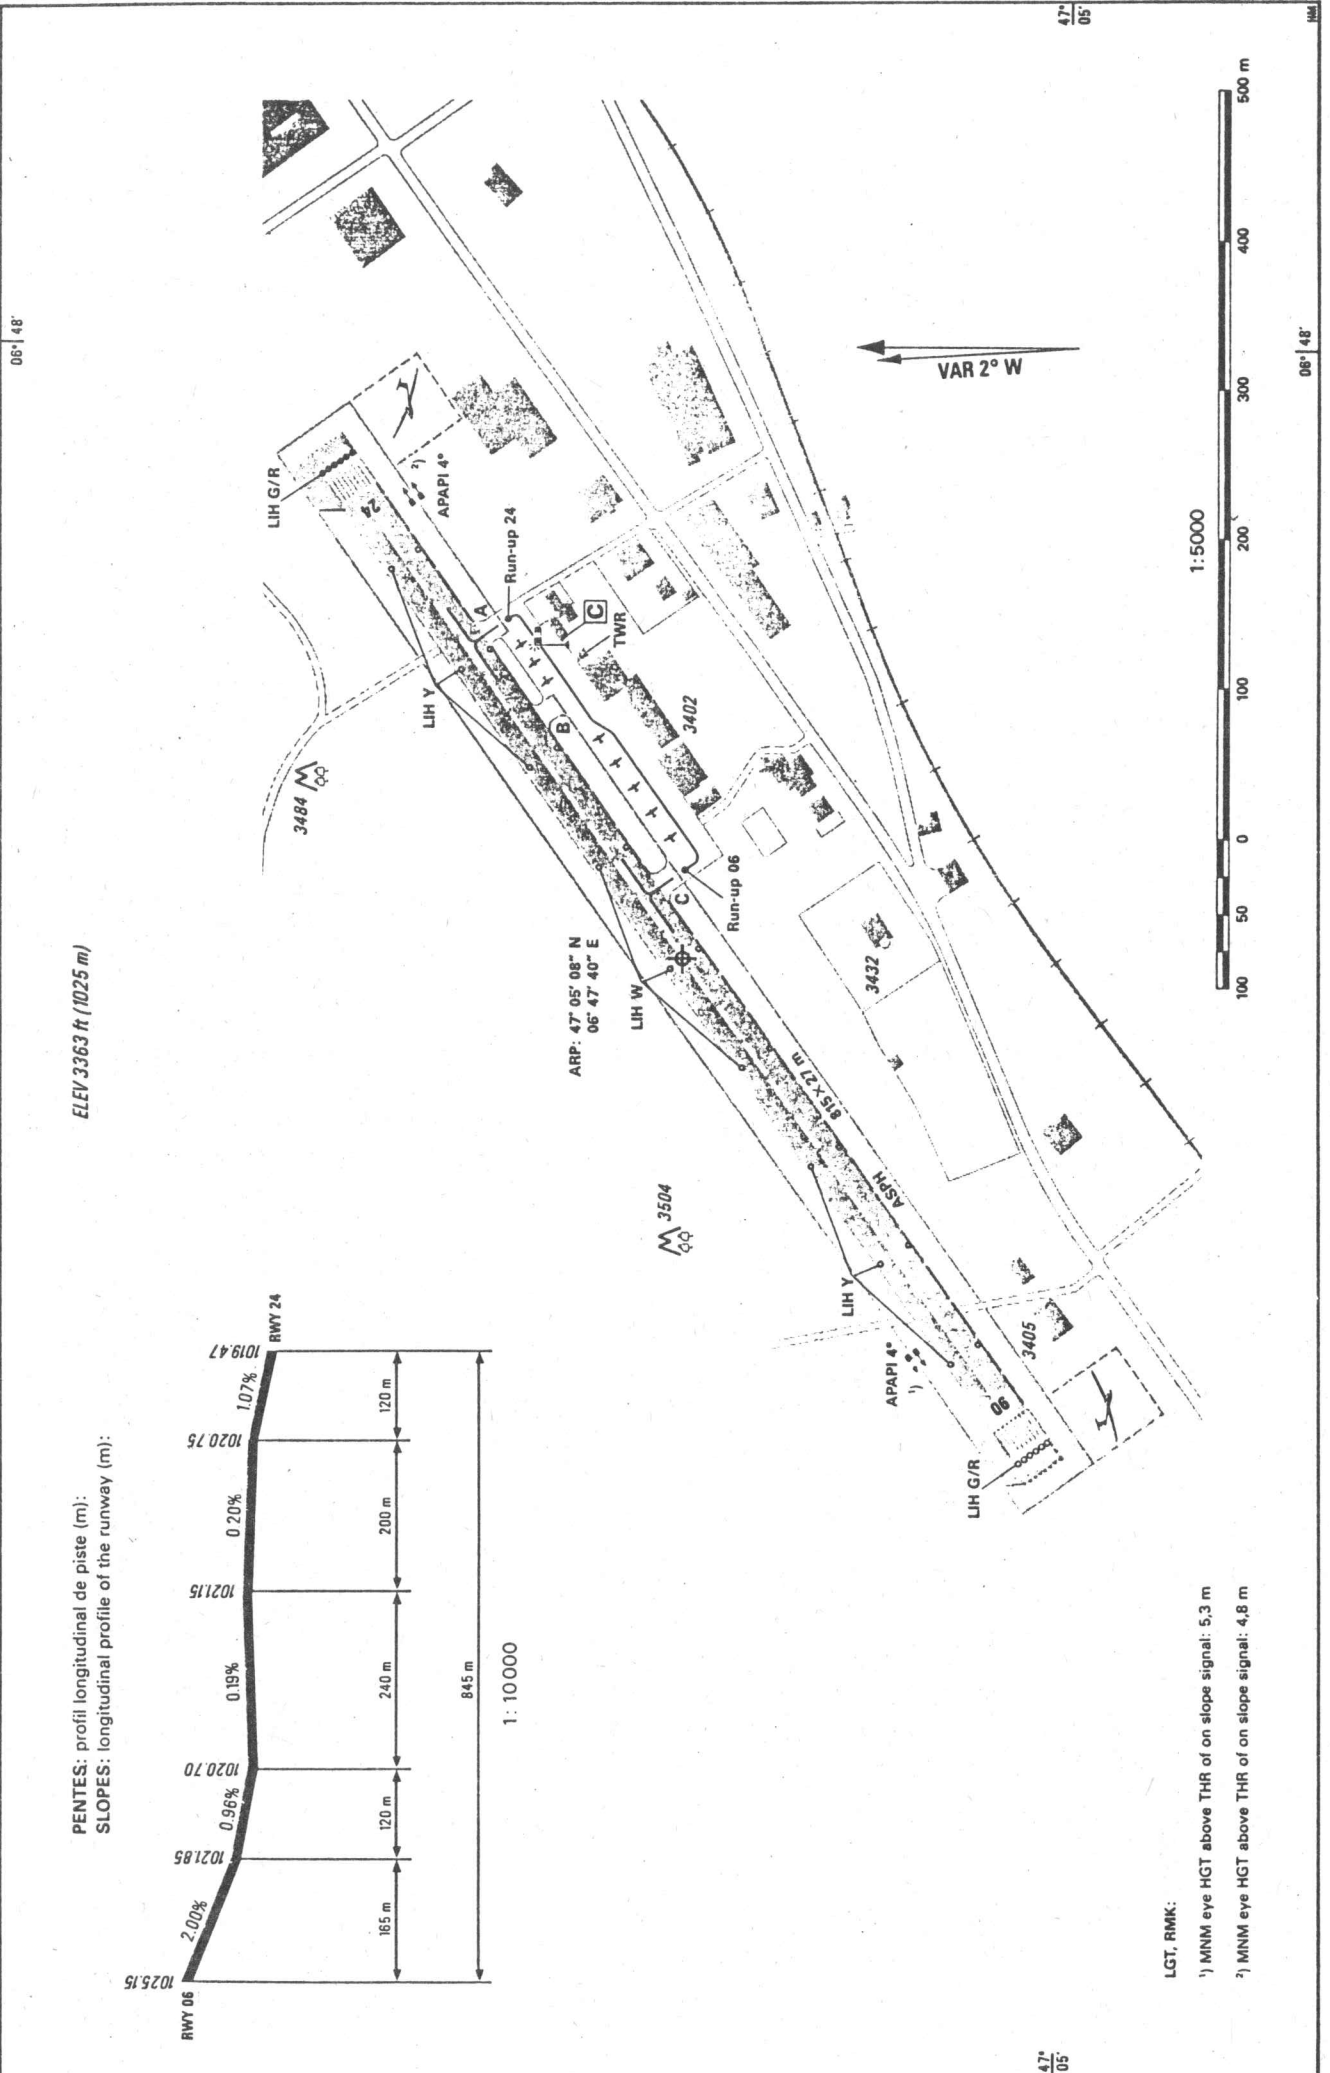 ELEV 3363 ft (1025 m)
PENTES: profil longitudinal de piste (m):
SLOPES: longitudinal profile of the runway (m):
RWY 06
1025.15
2.00%
1021.85
0.96%
1020.70
0.19%
1021.15
0.20%
1020.75
1.07%
1019.47
RWY 24
165 m
120 m
240 m
200 m
120 m
845 m
1: 10 000
06° 48'
47°
05'
HM
3484
3504
LIH G/R
24
2)
APAPI 4°
Run-up 24
A
LIH Y
B
C
TWR
3402
C
Run-up 06
ARP: 47° 05' 08" N
06° 47' 40" E
LIH W
3432
815 X 27 m
ASPH
LIH Y
APAPI 4°
1)
06
3405
LIH G/R
VAR 2° W
1:5000
100
50
0
100
200
300
400
500 m
06° 48'
47°
05'
LGT, RMK:
1) MNM eye HGT above THR of on slope signal: 5,3 m
2) MNM eye HGT above THR of on slope signal: 4,8 m